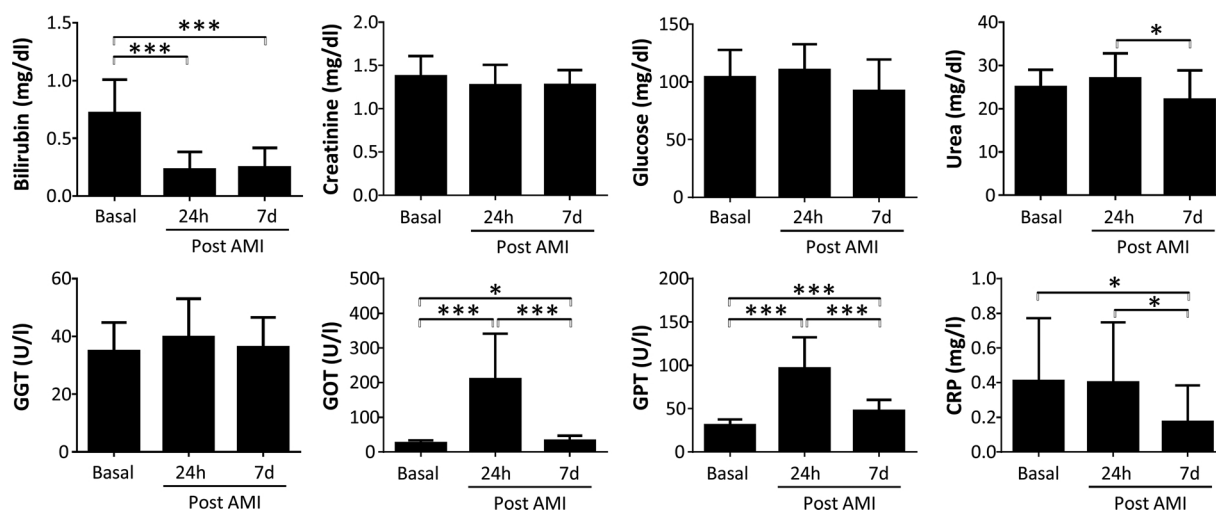 Bilirubin (mg/dl)
1.5
1.0
0.5
0.0
***
***
Basal 24h 7d
Post AMI
Creatinine (mg/dl)
2.0
1.5
1.0
0.5
0.0
Basal 24h 7d
Post AMI
Glucose (mg/dl)
150
100
50
0
Basal 24h 7d
Post AMI
Urea (mg/dl)
40
30
20
10
0
*
Basal 24h 7d
Post AMI
GGT (U/l)
60
40
20
0
Basal 24h 7d
Post AMI
GOT (U/l)
500
400
300
200
100
0
*
*** ***
Basal 24h 7d
Post AMI
GPT (U/l)
200
150
100
50
0
***
*** ***
Basal 24h 7d
Post AMI
CRP (mg/l)
1.0
0.8
0.6
0.4
0.2
0.0
*
*
Basal 24h 7d
Post AMI